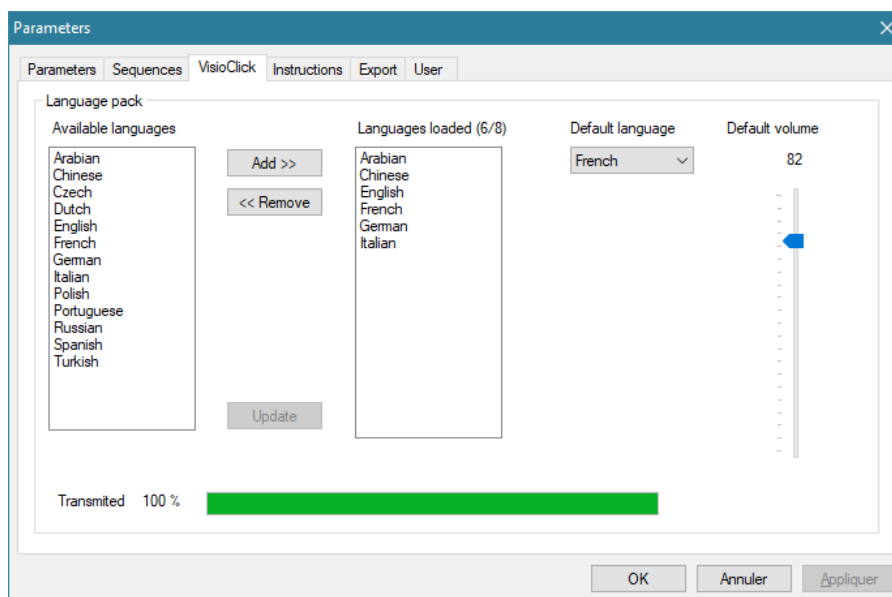 Parameters
Parameters Sequences VisioClick Instructions Export User
Language pack
Available languages
Arabian
Chinese
Czech
Dutch
English
French
German
Italian
Polish
Portuguese
Russian
Spanish
Turkish
Add >>
<< Remove
Update
Languages loaded (6/8)
Arabian
Chinese
English
French
German
Italian
Default language
French
Default volume
82
Transmited 100 %
OK Annuler Appliquer